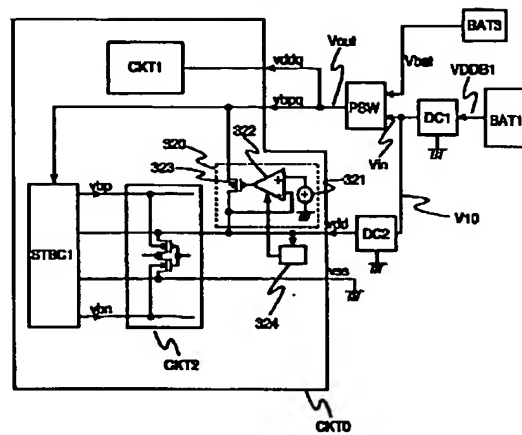 Vout
Vbat
BAT3
CKT1
vddq
VDDB1
vbpq
PSW
DC1
BAT1
320
322
323
Vin
321
vbp
vdd
V10
STBC1
DC2
vss
324
vbn
CKT2
CKT0